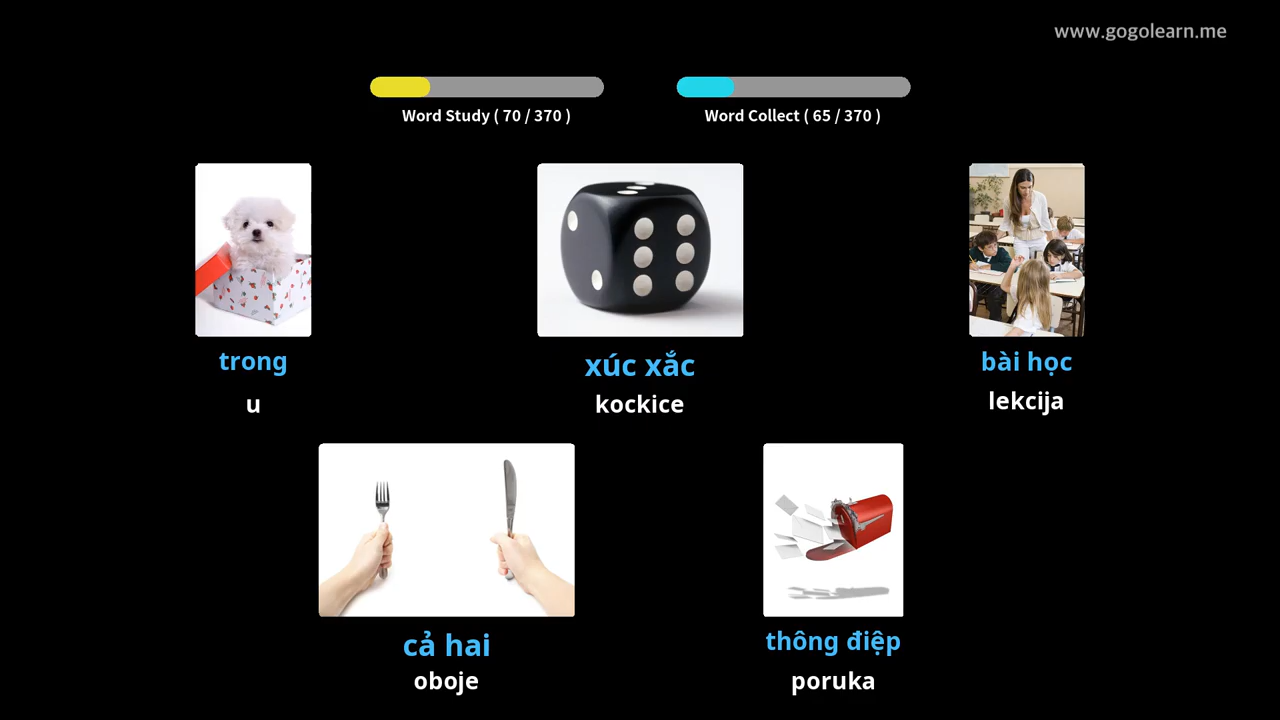 www.gogolearn.me
Word Study ( 70 / 370 )
Word Collect ( 65 / 370 )
trong
u
xúc xắc
kockice
bài học
lekcija
cả hai
oboje
thông điệp
poruka